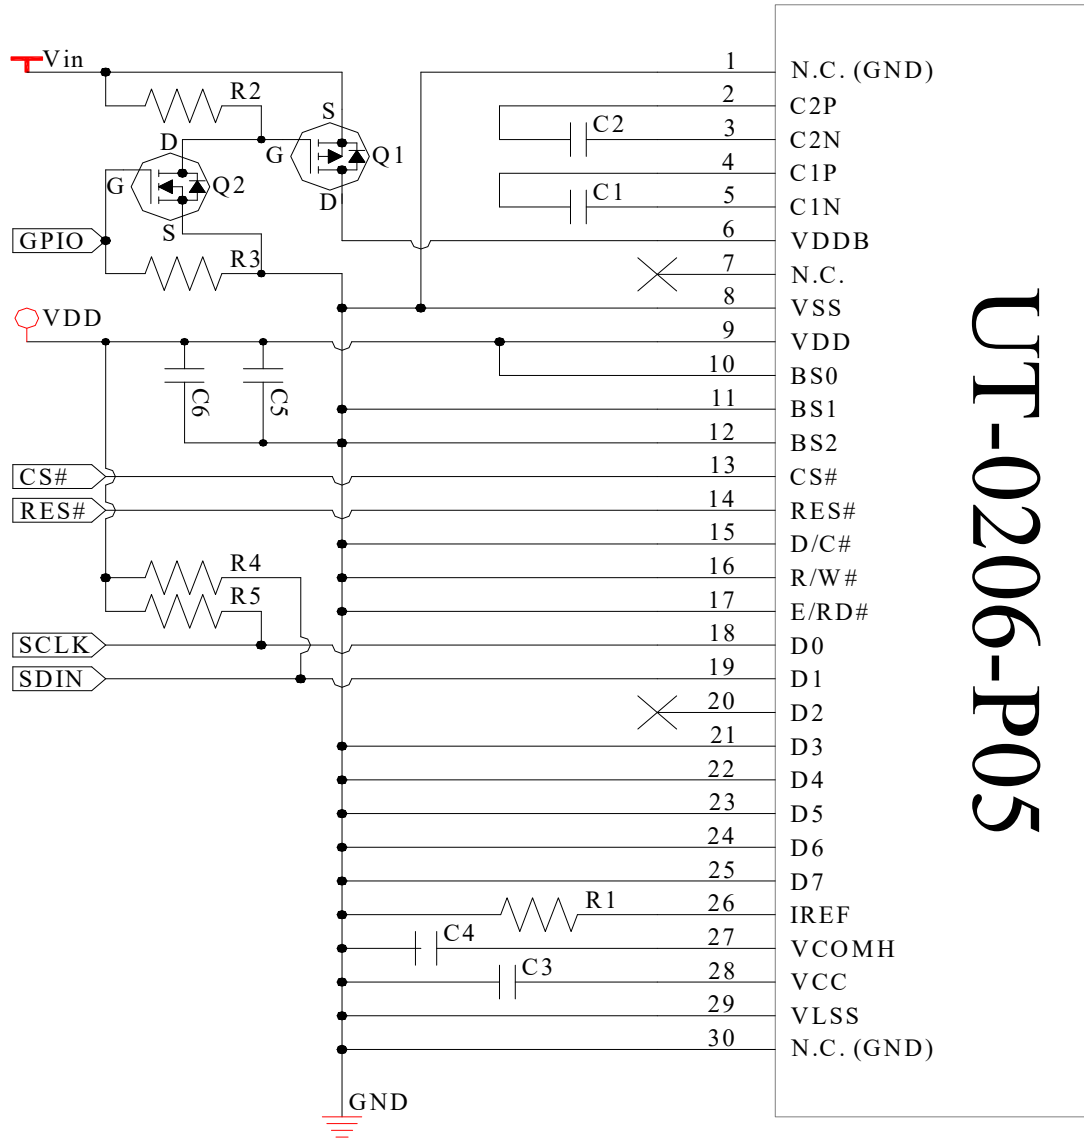 Vin
R2
S
G
Q1
D
D
G
Q2
S
GPIO
R3
VDD
C6
C5
CS#
RES#
R4
R5
SCLK
SDIN
C2
C1
R1
C4
C3
GND
1 N.C. (GND)
2 C2P
3 C2N
4 C1P
5 C1N
6 VDDB
7 N.C.
8 VSS
9 VDD
10 BS0
11 BS1
12 BS2
13 CS#
14 RES#
15 D/C#
16 R/W#
17 E/RD#
18 D0
19 D1
20 D2
21 D3
22 D4
23 D5
24 D6
25 D7
26 IREF
27 VCOMH
28 VCC
29 VLSS
30 N.C. (GND)
UT-0206-P05